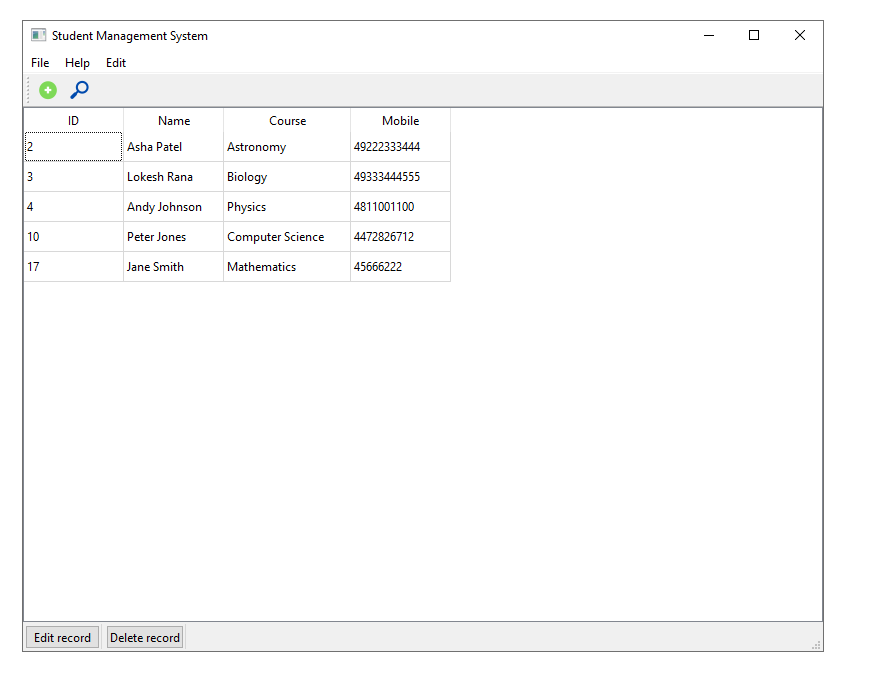 Student Management System
File Help Edit
ID Name Course Mobile
2 Asha Patel Astronomy 49222333444
3 Lokesh Rana Biology 49333444555
4 Andy Johnson Physics 4811001100
10 Peter Jones Computer Science 4472826712
17 Jane Smith Mathematics 45666222
Edit record Delete record